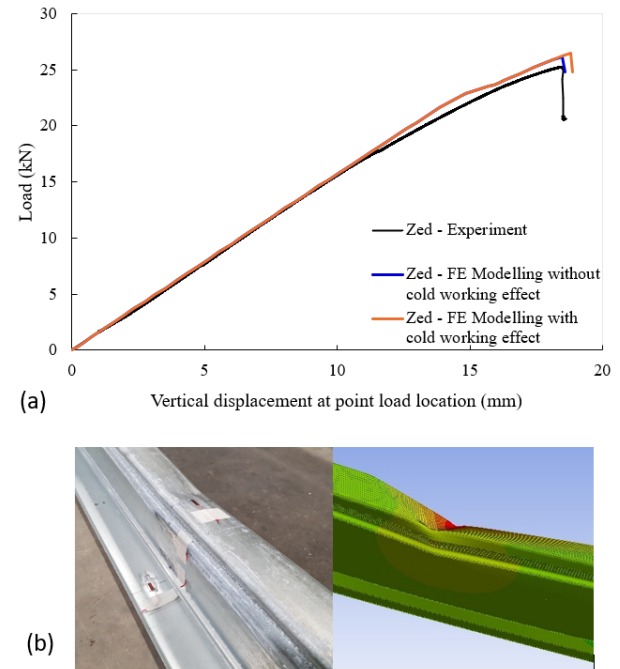 30
25
20
15
10
5
0
Load (kN)
Zed - Experiment
Zed - FE Modelling without
cold working effect
Zed - FE Modelling with
cold working effect
0 5 10 15 20
(a) Vertical displacement at point load location (mm)
(b)